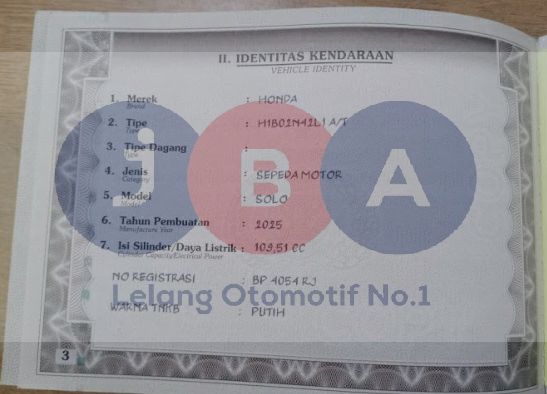 II. IDENTITAS KENDARAAN
VEHICLE IDENTITY
1. Merek : HONDA
Brand
2. Tipe : H1B02N42L1 A/T
Type
3. Tipe Dagang :
Type
4. Jenis : SEPEDA MOTOR
Category
5. Model : SOLO
Model
6. Tahun Pembuatan : 2025
Manufacture Year
7. Isi Silinder/Daya Listrik : 109,51 CC
Cylinder Capacity/Electrical Power
NO REGISTRASI : BP 4054 RJ
WARNA TNKB : PUTIH
3
i B A
Lelang Otomotif No.1